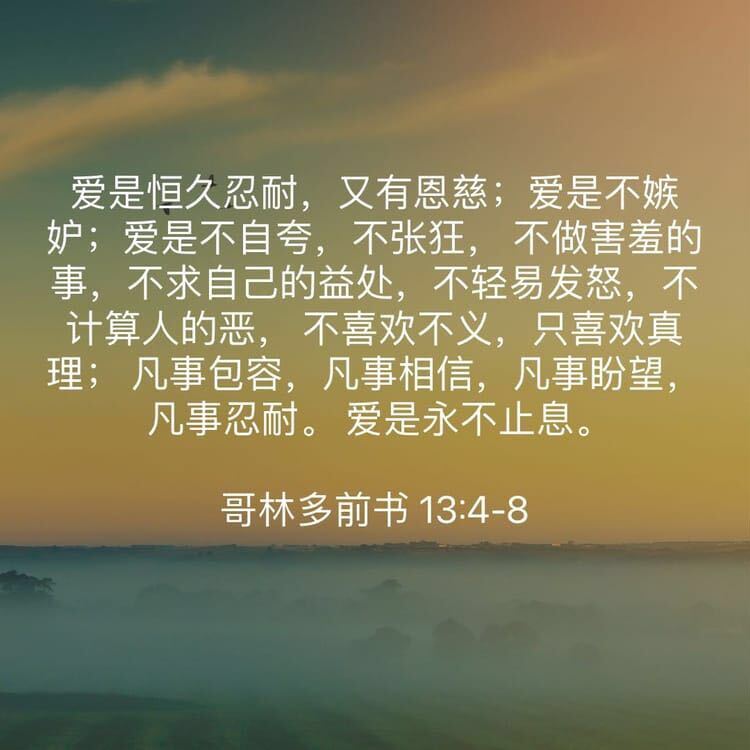 爱是恒久忍耐，又有恩慈；爱是不嫉
妒；爱是不自夸，不张狂， 不做害羞的
事，不求自己的益处，不轻易发怒，不
计算人的恶， 不喜欢不义，只喜欢真
理； 凡事包容，凡事相信，凡事盼望，
凡事忍耐。 爱是永不止息。
哥林多前书 13:4-8